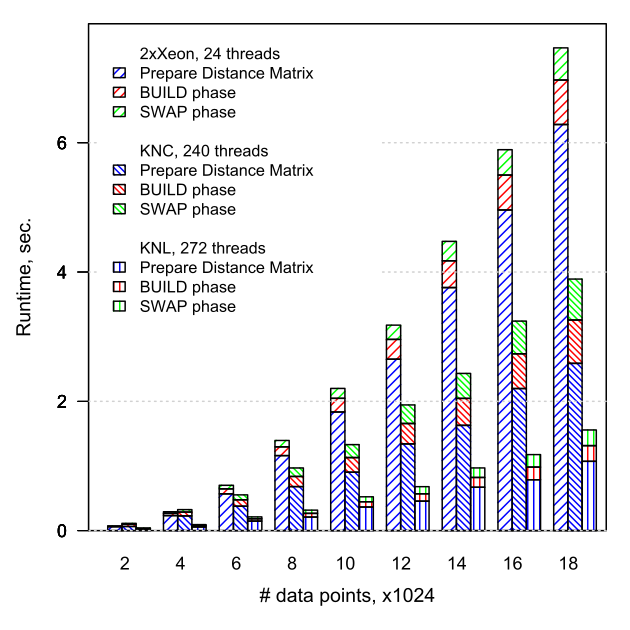 2xXeon, 24 threads
Prepare Distance Matrix
BUILD phase
SWAP phase
KNC, 240 threads
Prepare Distance Matrix
BUILD phase
SWAP phase
KNL, 272 threads
Prepare Distance Matrix
BUILD phase
SWAP phase
Runtime, sec.
6
4
2
0
2 4 6 8 10 12 14 16 18
# data points, x1024